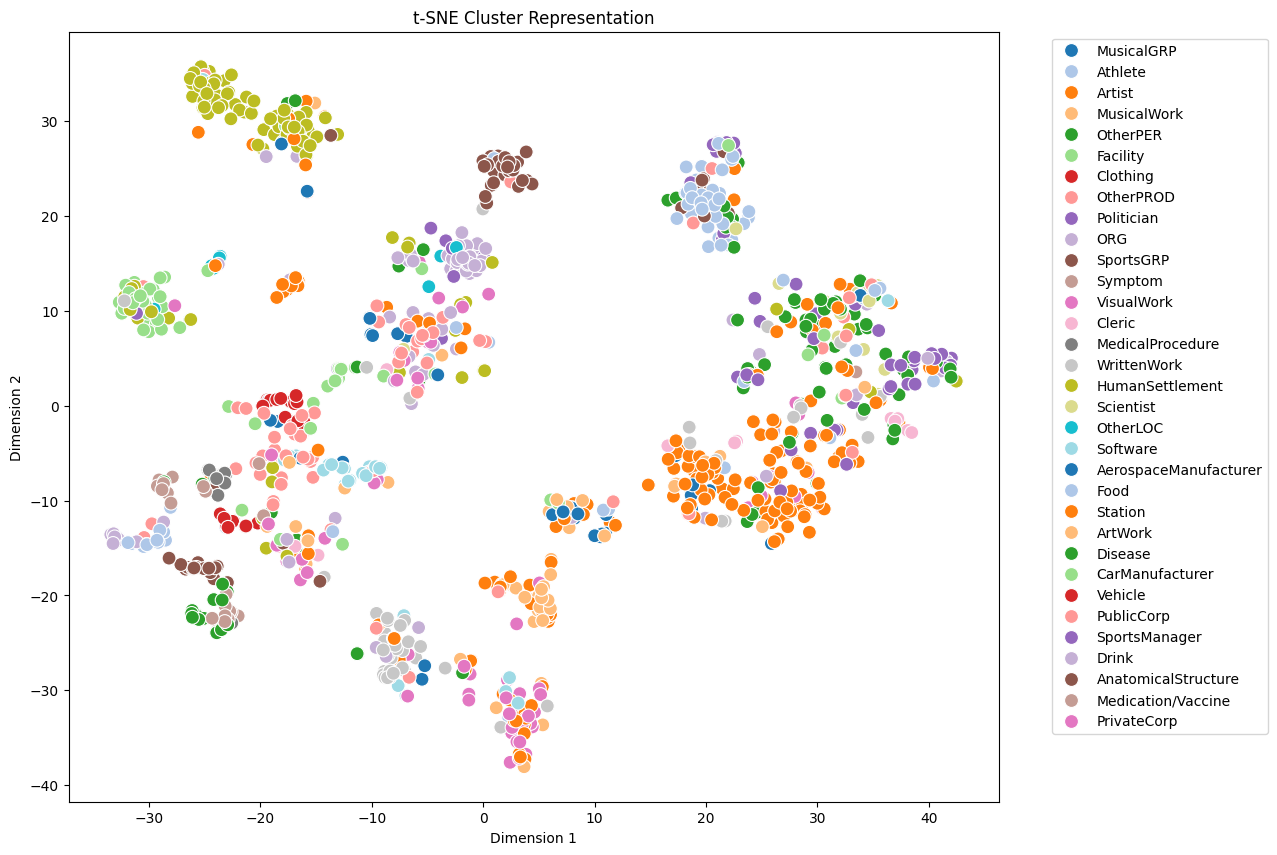 t-SNE Cluster Representation
Dimension 2
30
20
10
0
−10
−20
−30
−40
−30
−20
−10
0
10
20
30
40
Dimension 1
MusicalGRP
Athlete
Artist
MusicalWork
OtherPER
Facility
Clothing
OtherPROD
Politician
ORG
SportsGRP
Symptom
VisualWork
Cleric
MedicalProcedure
WrittenWork
HumanSettlement
Scientist
OtherLOC
Software
AerospaceManufacturer
Food
Station
ArtWork
Disease
CarManufacturer
Vehicle
PublicCorp
SportsManager
Drink
AnatomicalStructure
Medication/Vaccine
PrivateCorp